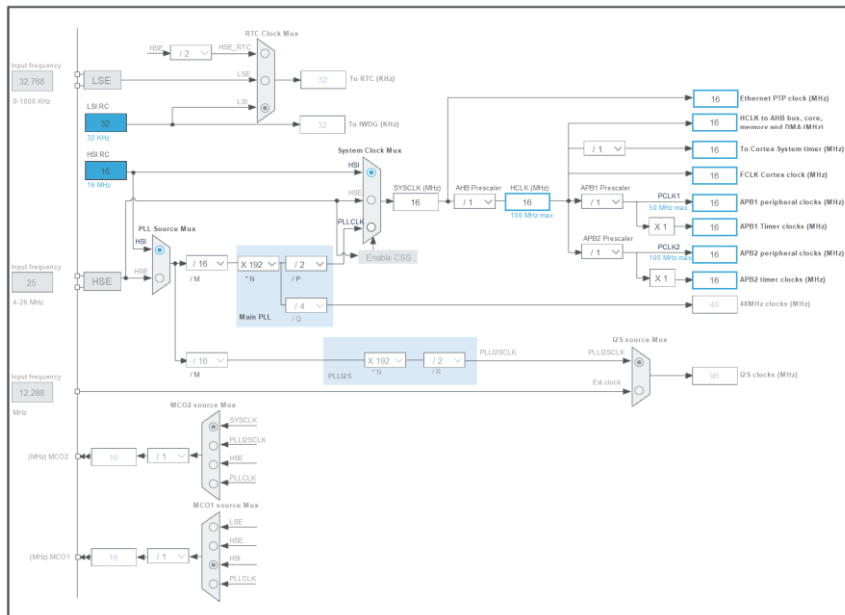 RTC Clock Mux
HSE
/ 2
HSE_RTC
Input frequency
32.768
0-1000 KHz
LSE
LSE
32
To RTC (KHz)
LSI RC
32
32 KHz
LSI
32
To IWDG (KHz)
HSI RC
16
16 MHz
System Clock Mux
HSI
HSE
PLLCLK
Enable CSS
SYSCLK (MHz)
16
AHB Prescaler
/ 1
HCLK (MHz)
16
100 MHz max
16
Ethernet PTP clock (MHz)
16
HCLK to AHB bus, core,
memory and DMA (MHz)
/ 1
16
To Cortex System timer (MHz)
16
FCLK Cortex clock (MHz)
APB1 Prescaler
/ 1
PCLK1
50 MHz max
16
APB1 peripheral clocks (MHz)
X 1
16
APB1 Timer clocks (MHz)
APB2 Prescaler
/ 1
PCLK2
100 MHz max
16
APB2 peripheral clocks (MHz)
X 1
16
APB2 timer clocks (MHz)
48
48MHz clocks (MHz)
PLL Source Mux
HSI
HSE
Input frequency
25
4-26 MHz
HSE
/ 16
/ M
X 192
* N
/ 2
/ P
/ 4
/ Q
Main PLL
/ 16
/ M
X 192
* N
/ 2
/ R
PLLI2S
PLLI2SCLK
I2S source Mux
PLLI2SCLK
Ext.clock
96
I2S clocks (MHz)
Input frequency
12.288
MHz
MCO2 source Mux
SYSCLK
PLLI2SCLK
HSE
PLLCLK
(MHz) MCO2
16
/ 1
MCO1 source Mux
LSE
HSE
HSI
PLLCLK
(MHz) MCO1
16
/ 1